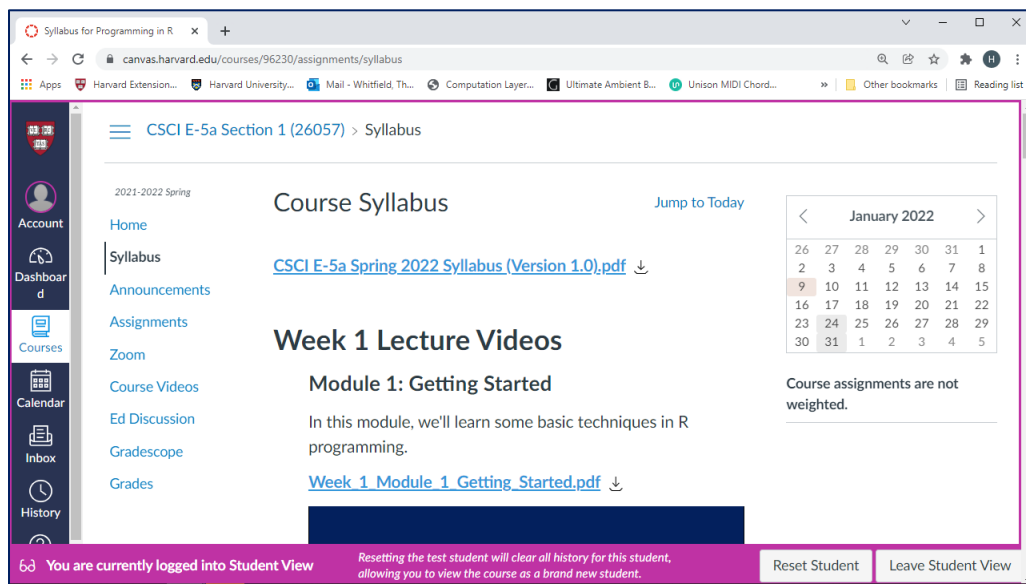 Syllabus for Programming in R
canvas.harvard.edu/courses/96230/assignments/syllabus
H
Apps Harvard Extension... Harvard University... Mail - Whitfield, Th... Computation Layer... Ultimate Ambient B... Unison MIDI Chord... » Other bookmarks Reading list
CSCI E-5a Section 1 (26057) > Syllabus
Account
Dashboar
d
Courses
Calendar
Inbox
History
2021-2022 Spring
Home
Syllabus
Announcements
Assignments
Zoom
Course Videos
Ed Discussion
Gradescope
Grades
Course Syllabus
Jump to Today
CSCI E-5a Spring 2022 Syllabus (Version 1.0).pdf
Week 1 Lecture Videos
Module 1: Getting Started
In this module, we'll learn some basic techniques in R
programming.
Week_1_Module_1_Getting_Started.pdf
January 2022
26 27 28 29 30 31 1
2 3 4 5 6 7 8
9 10 11 12 13 14 15
16 17 18 19 20 21 22
23 24 25 26 27 28 29
30 31 1 2 3 4 5
Course assignments are not
weighted.
You are currently logged into Student View
Resetting the test student will clear all history for this student,
allowing you to view the course as a brand new student.
Reset Student
Leave Student View